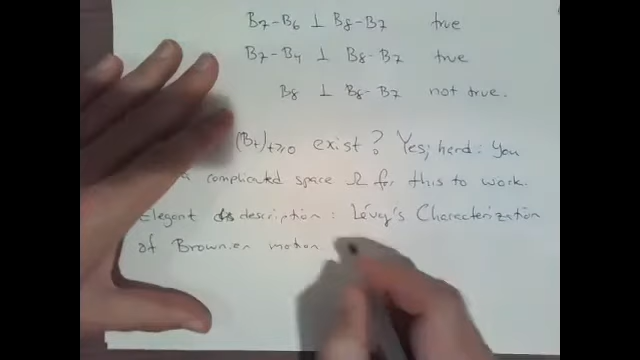 B₇-B₆ ⊥ B₈-B₇ true
B₇-B₄ ⊥ B₈-B₇ true
B₈ ⊥ B₈-B₇ not true.
(Bₜ)ₜ≥₀ exist? Yes; hard: You
a complicated space Ω for this to work.
Elegant description: Lévy's Characterization
of Brownian motion.